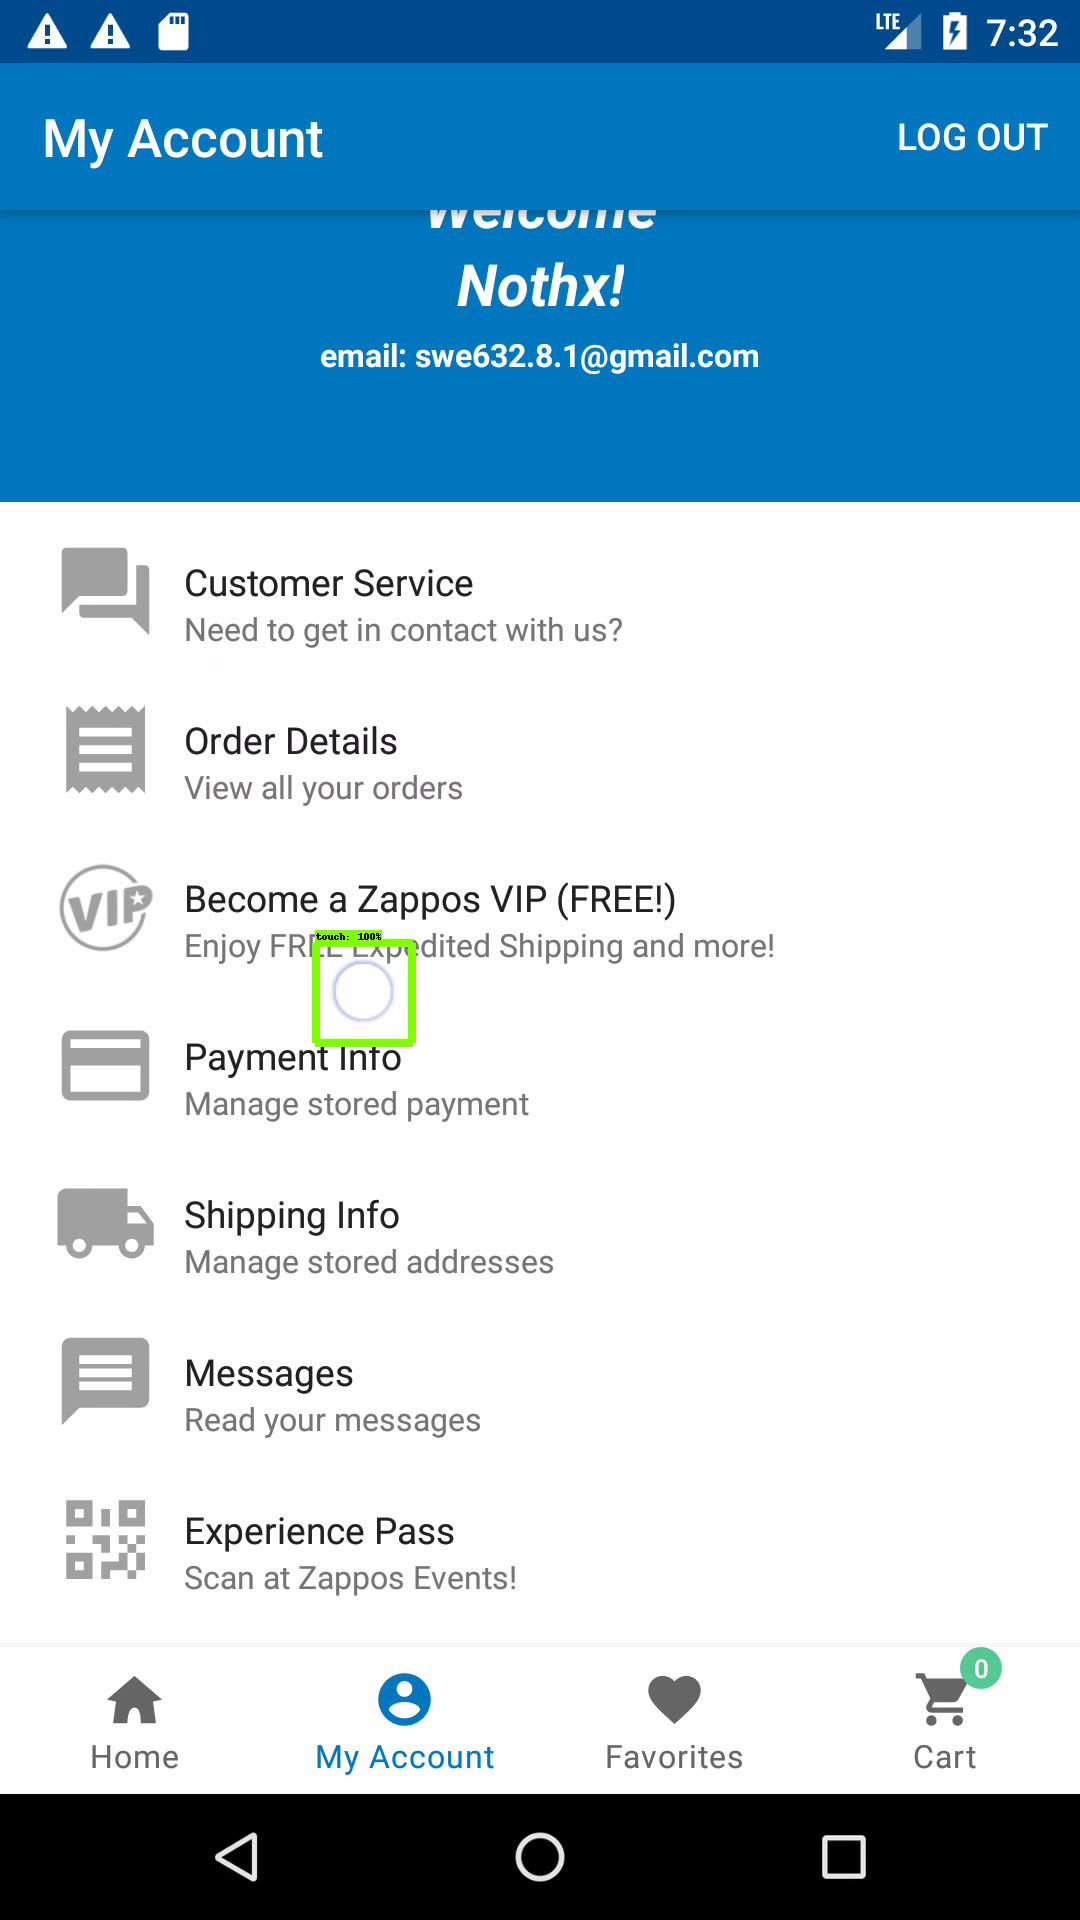 LTE 7:32
My Account LOG OUT
Welcome
Nothx!
email: swe632.8.1@gmail.com
Customer Service
Need to get in contact with us?
Order Details
View all your orders
VIP
Become a Zappos VIP (FREE!)
Enjoy FREE Expedited Shipping and more!
touch: 100%
Payment Info
Manage stored payment
Shipping Info
Manage stored addresses
Messages
Read your messages
Experience Pass
Scan at Zappos Events!
0
Home My Account Favorites Cart